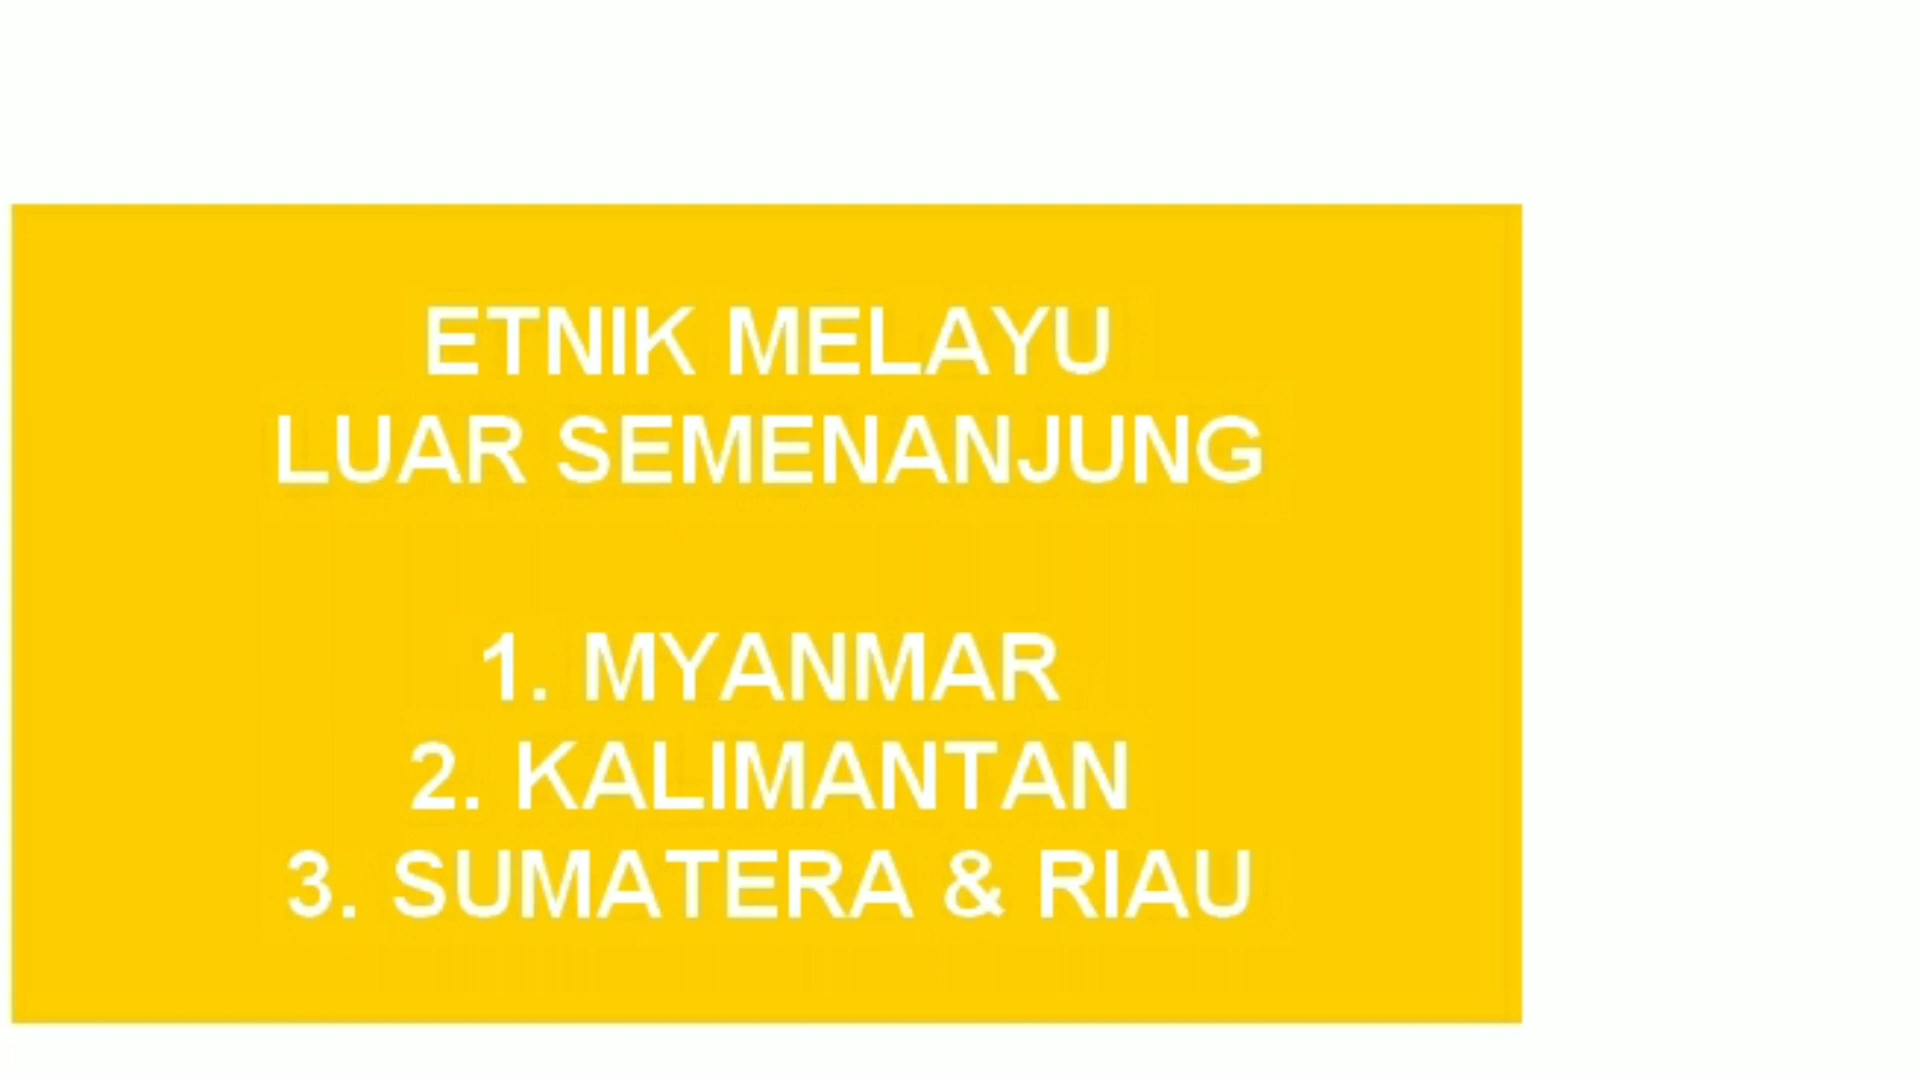 ETNIK MELAYU
LUAR SEMENANJUNG
1. MYANMAR
2. KALIMANTAN
3. SUMATERA & RIAU